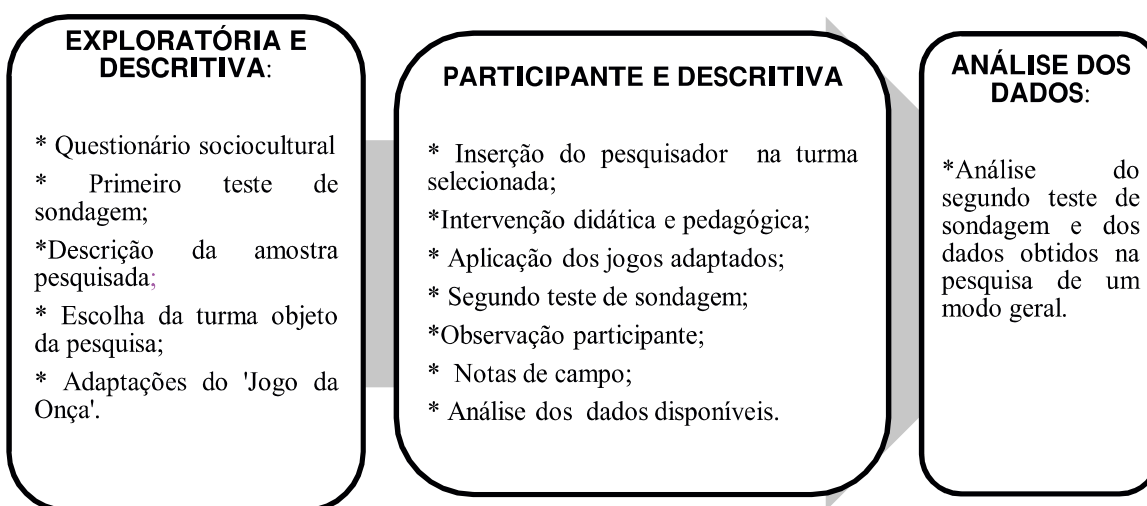 EXPLORATÓRIA E
DESCRITIVA:
* Questionário sociocultural
* Primeiro teste de
sondagem;
*Descrição da amostra
pesquisada;
* Escolha da turma objeto
da pesquisa;
* Adaptações do 'Jogo da
Onça'.
PARTICIPANTE E DESCRITIVA
* Inserção do pesquisador na turma
selecionada;
*Intervenção didática e pedagógica;
* Aplicação dos jogos adaptados;
* Segundo teste de sondagem;
*Observação participante;
* Notas de campo;
* Análise dos dados disponíveis.
ANÁLISE DOS
DADOS:
*Análise do
segundo teste de
sondagem e dos
dados obtidos na
pesquisa de um
modo geral.